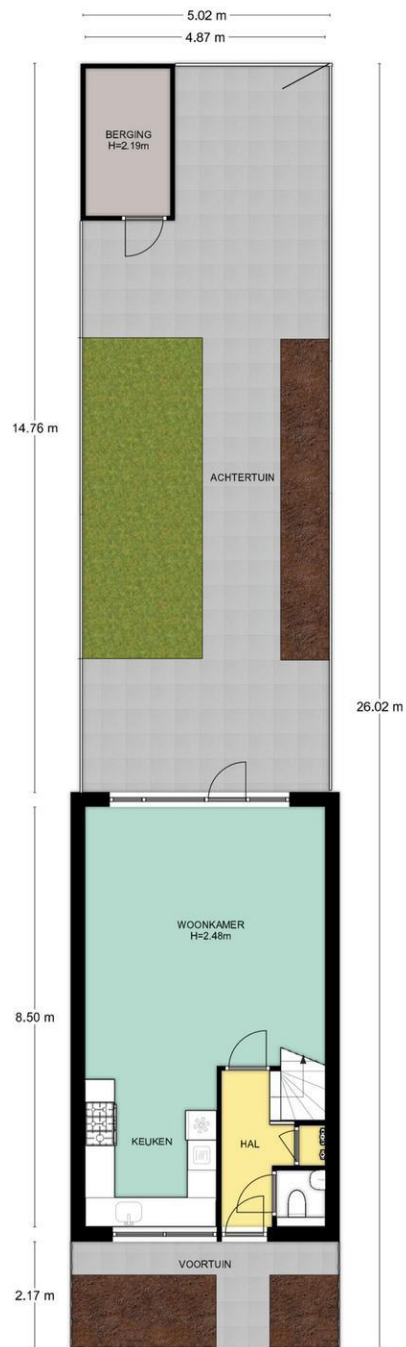 5.02 m
4.87 m
BERGING
H=2.19m
14.76 m
ACHTERTUIN
26.02 m
WOONKAMER
H=2.48m
8.50 m
KEUKEN
HAL
VOORTUIN
2.17 m